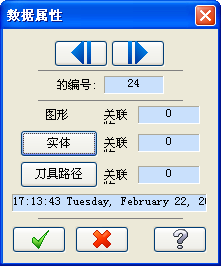 数据属性
的编号: 24
图形 关联 0
实体 关联 0
刀具路径 关联 0
17:13:43 Tuesday, February 22, 20